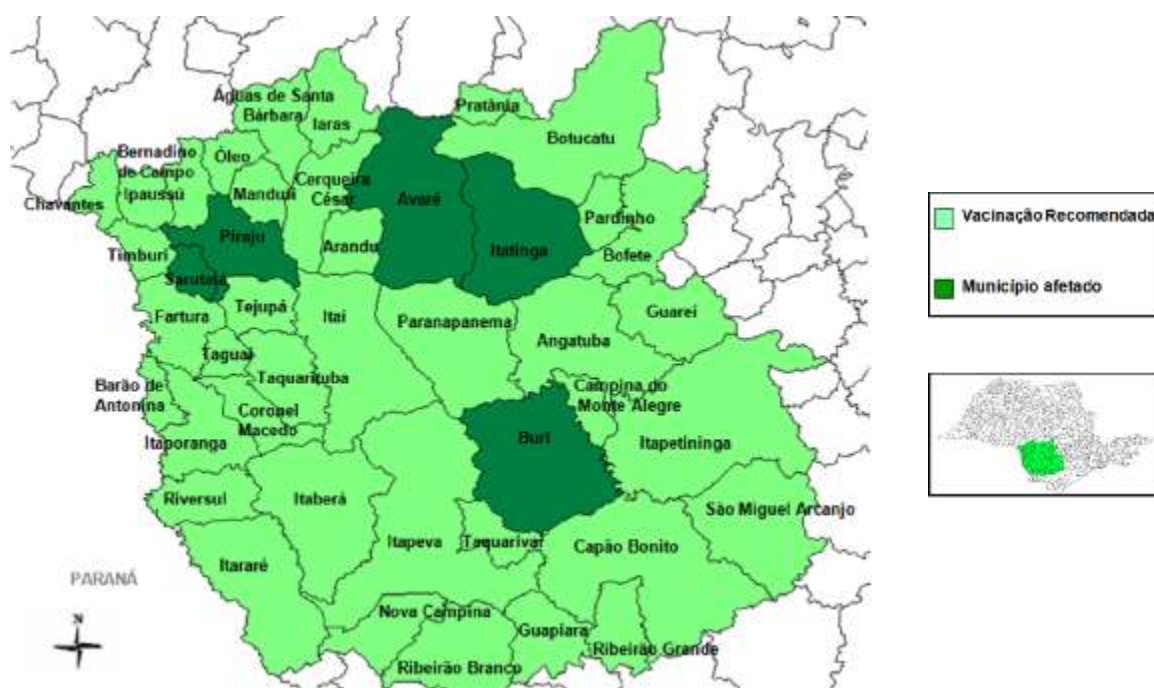 Águas de Santa
Bárbara
Iaras
Pratânia
Botucatu
Bernadino
de Campo
Óleo
Ipaussú
Manduri
Cerqueira
César
Avaré
Chavantes
Pardinho
Piraju
Arandu
Itatinga
Timburi
Bofete
Sarutaiá
Fartura
Tejupá
Itaí
Paranapanema
Guareí
Angatuba
Taguaí
Taquarituba
Barão de
Antonina
Campina do
Monte Alegre
Coronel
Macedo
Itaporanga
Buri
Itapetininga
Riversul
Itaberá
São Miguel Arcanjo
Itapeva
Taquarivaí
Capão Bonito
Itararé
PARANÁ
N
Nova Campina
Guapiara
Ribeirão Grande
Ribeirão Branco
Vacinação Recomendada
Município afetado